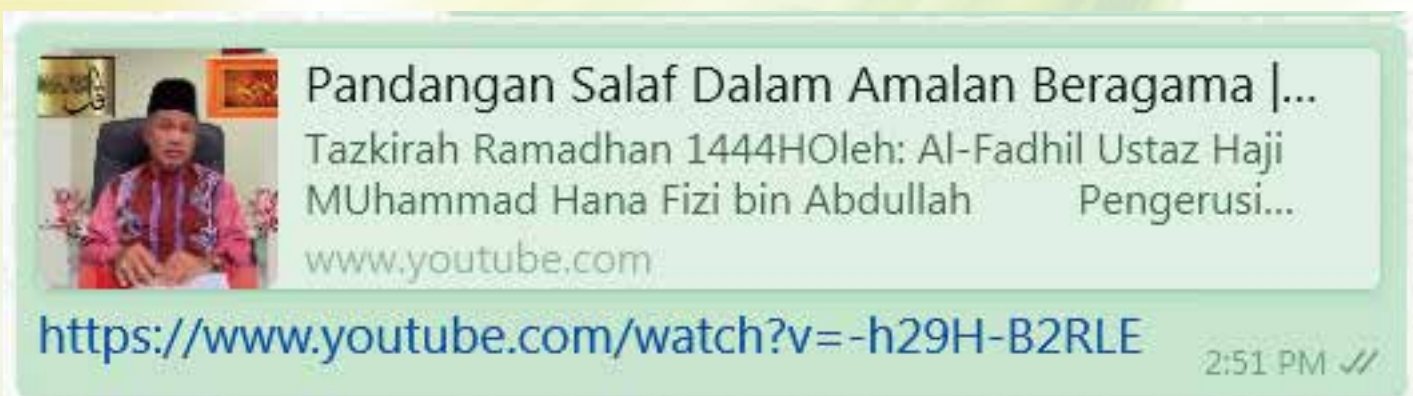 Pandangan Salaf Dalam Amalan Beragama |...
Tazkirah Ramadhan 1444HOleh: Al-Fadhil Ustaz Haji
MUhammad Hana Fizi bin Abdullah Pengerusi...
www.youtube.com
https://www.youtube.com/watch?v=-h29H-B2RLE
2:51 PM